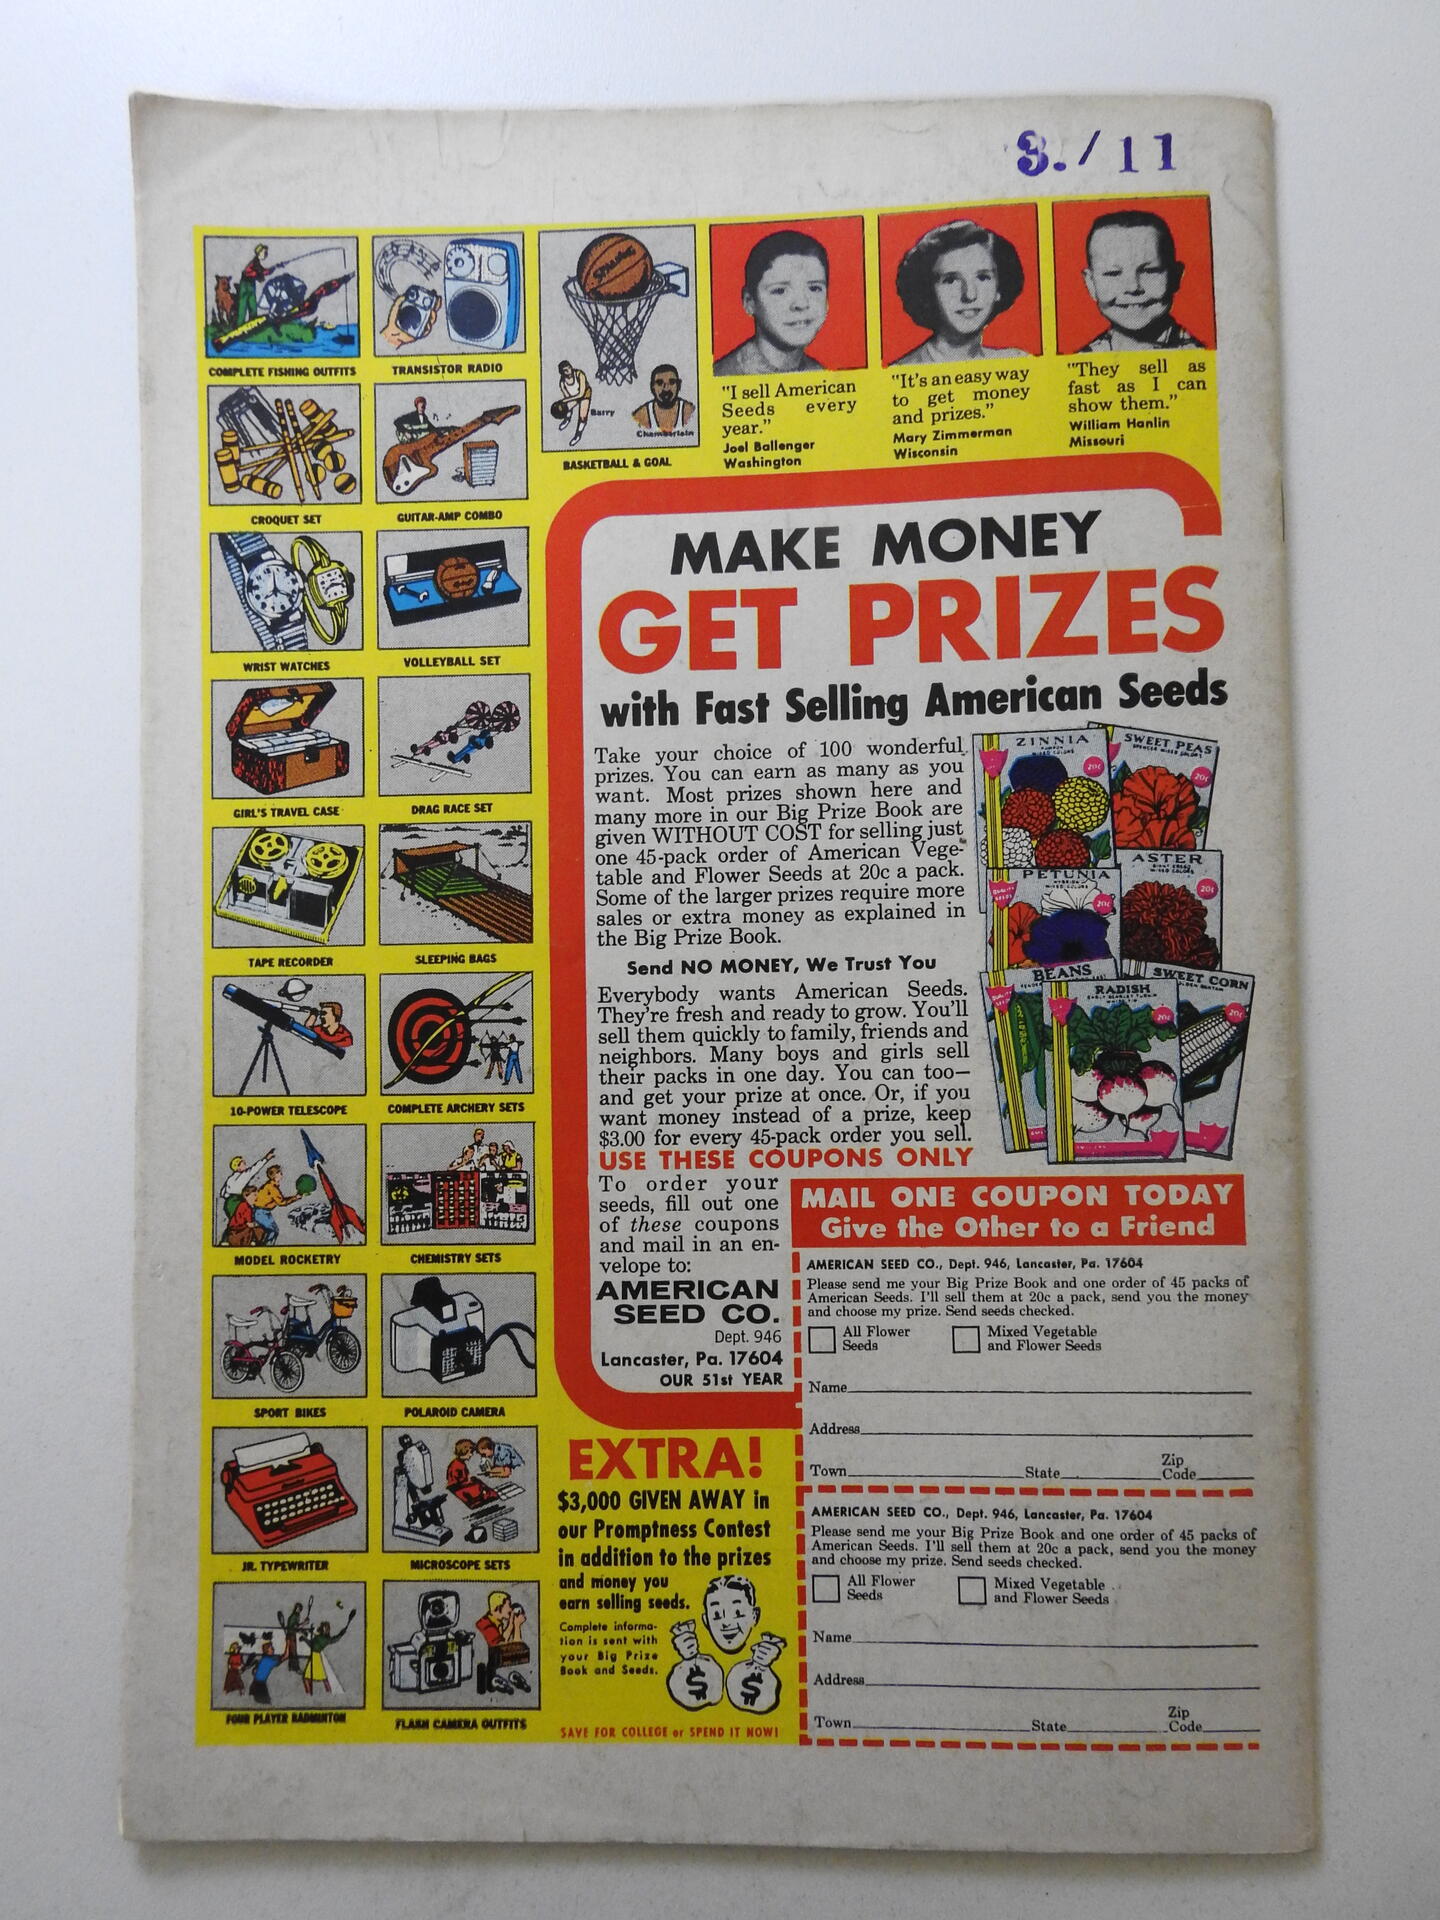 3./11
COMPLETE FISHING OUTFITS
TRANSISTOR RADIO
CROQUET SET
GUITAR-AMP COMBO
WRIST WATCHES
VOLLEYBALL SET
GIRL'S TRAVEL CASE
DRAG RACE SET
TAPE RECORDER
SLEEPING BAGS
10-POWER TELESCOPE
COMPLETE ARCHERY SETS
MODEL ROCKETRY
CHEMISTRY SETS
SPORT BIKES
POLAROID CAMERA
JR. TYPEWRITER
MICROSCOPE SETS
FOUR PLAYER BADMINTON
FLASH CAMERA OUTFITS
Barry
Chamberlain
BASKETBALL & GOAL
"I sell American
Seeds every
year."
Joel Ballenger
Washington
"It's an easy way
to get money
and prizes."
Mary Zimmerman
Wisconsin
"They sell as
fast as I can
show them."
William Hanlin
Missouri
MAKE MONEY
GET PRIZES
with Fast Selling American Seeds
Take your choice of 100 wonderful
prizes. You can earn as many as you
want. Most prizes shown here and
many more in our Big Prize Book are
given WITHOUT COST for selling just
one 45-pack order of American Vege-
table and Flower Seeds at 20c a pack.
Some of the larger prizes require more
sales or extra money as explained in
the Big Prize Book.
Send NO MONEY, We Trust You
Everybody wants American Seeds.
They're fresh and ready to grow. You'll
sell them quickly to family, friends and
neighbors. Many boys and girls sell
their packs in one day. You can too—
and get your prize at once. Or, if you
want money instead of a prize, keep
$3.00 for every 45-pack order you sell.
USE THESE COUPONS ONLY
To order your
seeds, fill out one
of these coupons
and mail in an en-
velope to:
AMERICAN
SEED CO.
Dept. 946
Lancaster, Pa. 17604
OUR 51st YEAR
ZINNIA
MIXED COLORS
20¢
SWEET PEAS
20¢
PETUNIA
MIXED COLORS
20¢
ASTER
MIXED COLORS
20¢
BEANS
SWEET CORN
20¢
RADISH
20¢
MAIL ONE COUPON TODAY
Give the Other to a Friend
AMERICAN SEED CO., Dept. 946, Lancaster, Pa. 17604
Please send me your Big Prize Book and one order of 45 packs of
American Seeds. I'll sell them at 20c a pack, send you the money
and choose my prize. Send seeds checked.
All Flower
Seeds
Mixed Vegetable
and Flower Seeds
Name
Address
Town State Zip Code
AMERICAN SEED CO., Dept. 946, Lancaster, Pa. 17604
Please send me your Big Prize Book and one order of 45 packs of
American Seeds. I'll sell them at 20c a pack, send you the money
and choose my prize. Send seeds checked.
All Flower
Seeds
Mixed Vegetable
and Flower Seeds
Name
Address
Town State Zip Code
EXTRA!
$3,000 GIVEN AWAY in
our Promptness Contest
in addition to the prizes
and money you
earn selling seeds.
Complete informa-
tion is sent with
your Big Prize
Book and Seeds.
$ $
SAVE FOR COLLEGE or SPEND IT NOW!